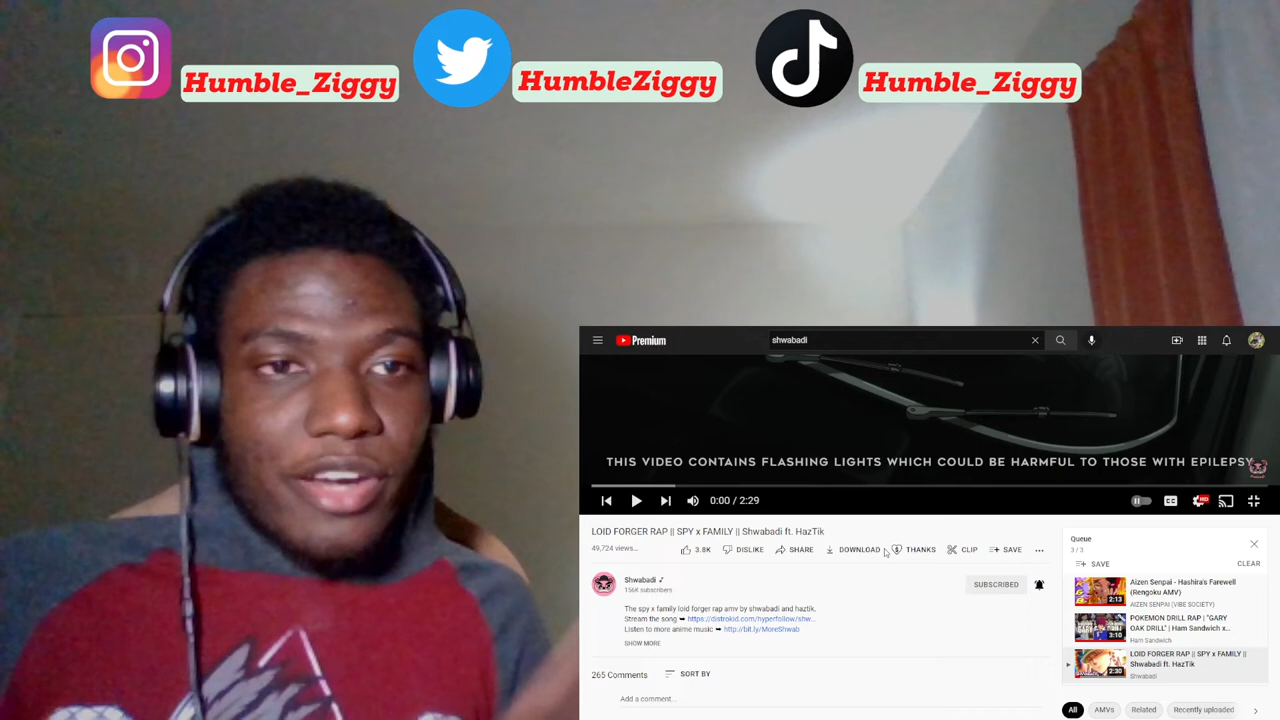 Humble_Ziggy
HumbleZiggy
Humble_Ziggy
Premium
shwabadi
THIS VIDEO CONTAINS FLASHING LIGHTS WHICH COULD BE HARMFUL TO THOSE WITH EPILEPSY
0:00 / 2:29
CC
HD
LOID FORGER RAP || SPY x FAMILY || Shwabadi ft. HazTik
49,724 views...
3.8K
DISLIKE
SHARE
DOWNLOAD
THANKS
CLIP
SAVE
Shwabadi
156K subscribers
SUBSCRIBED
The spy x family loid forger rap amv by shwabadi and haztik.
Stream the song ➥ https://distrokid.com/hyperfollow/shw...
Listen to more anime music ➥ http://bit.ly/MoreShwab
SHOW MORE
265 Comments
SORT BY
Add a comment...
Queue
3 / 3
SAVE
CLEAR
2:13
Aizen Senpai - Hashira's Farewell
(Rengoku AMV)
AIZEN SENPAI (VIBE SOCIETY)
3:10
POKEMON DRILL RAP | "GARY
OAK DRILL" | Ham Sandwich x...
Ham Sandwich
2:30
LOID FORGER RAP || SPY x FAMILY ||
Shwabadi ft. HazTik
Shwabadi
All
AMVs
Related
Recently uploaded